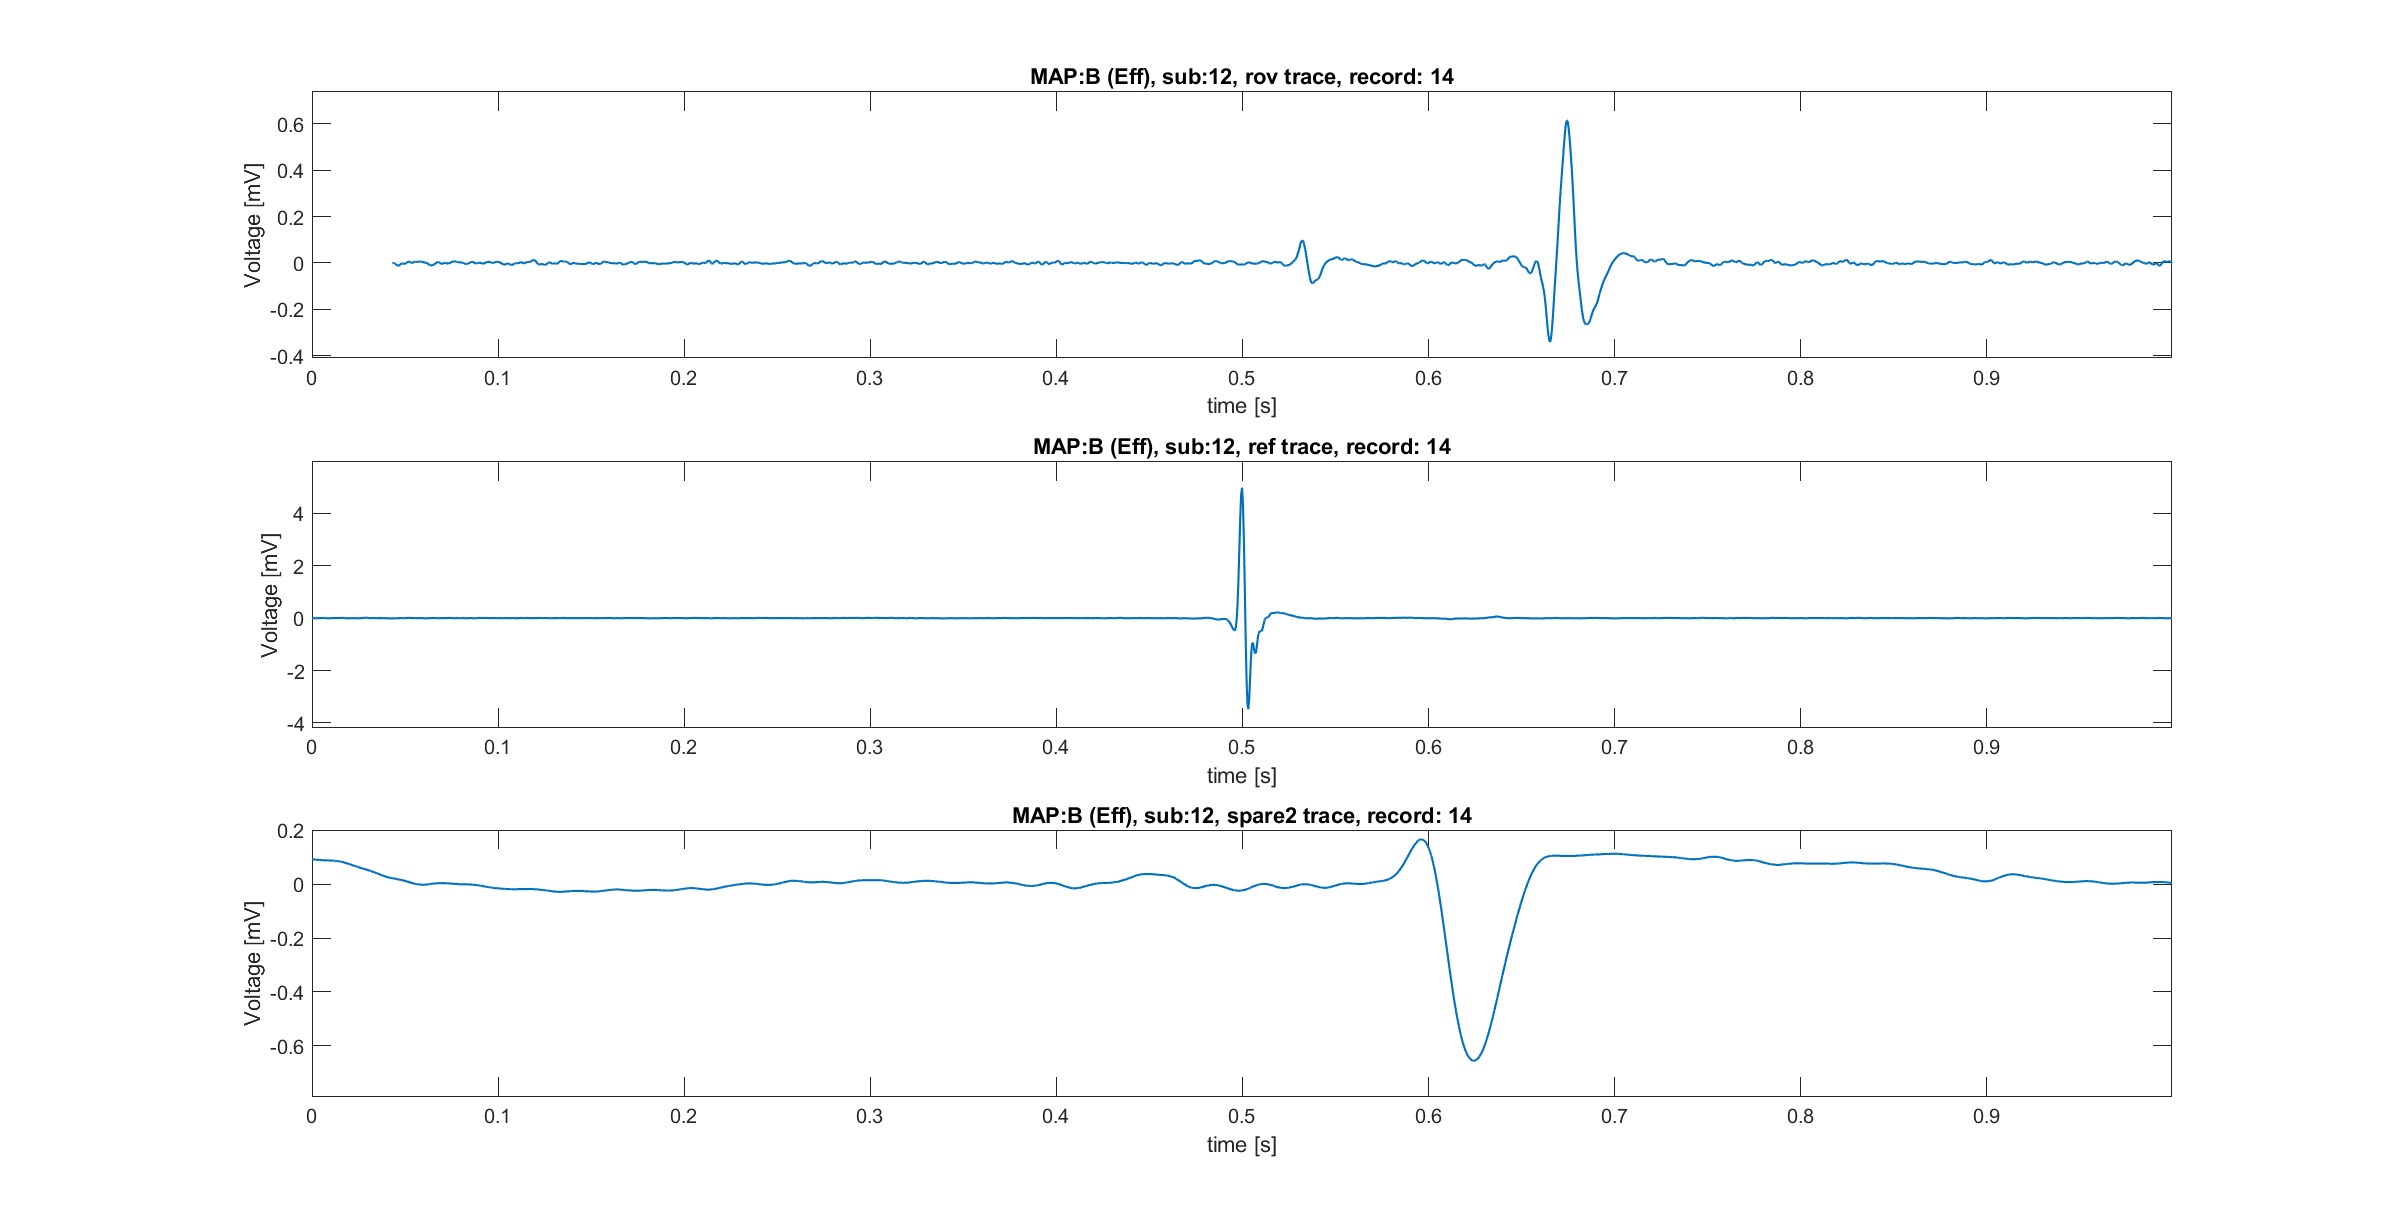 MAP:B (Eff), sub:12, rov trace, record: 14
Voltage [mV]
0.6
0.4
0.2
0
-0.2
-0.4
0 0.1 0.2 0.3 0.4 0.5 0.6 0.7 0.8 0.9
time [s]
MAP:B (Eff), sub:12, ref trace, record: 14
Voltage [mV]
4
2
0
-2
-4
0 0.1 0.2 0.3 0.4 0.5 0.6 0.7 0.8 0.9
time [s]
MAP:B (Eff), sub:12, spare2 trace, record: 14
Voltage [mV]
0.2
0
-0.2
-0.4
-0.6
0 0.1 0.2 0.3 0.4 0.5 0.6 0.7 0.8 0.9
time [s]